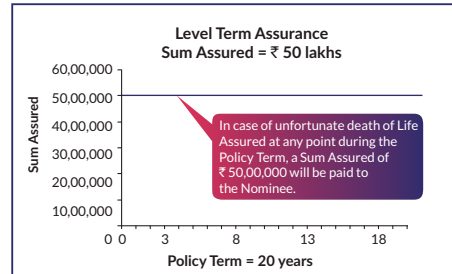 Level Term Assurance
Sum Assured = ₹ 50 lakhs
60,00,000
50,00,000
40,00,000
30,00,000
20,00,000
10,00,000
Sum Assured
In case of unfortunate death of Life
Assured at any point during the
Policy Term, a Sum Assured of
₹ 50,00,000 will be paid to
the Nominee.
0 0 3 8 13 18
Policy Term = 20 years